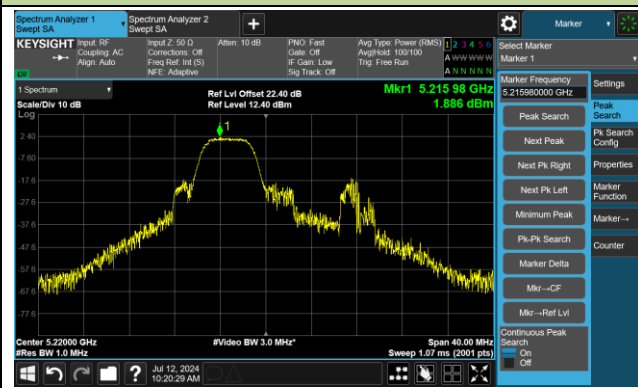 Spectrum Analyzer 1
Swept SA
Spectrum Analyzer 2
Swept SA
+
Marker
KEYSIGHT
Input: RF
Coupling: AC
Align: Auto
Input Z: 50 Ω
Corrections: Off
Freq Ref: Int (S)
NFE: Adaptive
Atten: 10 dB
PNO: Fast
Gate: Off
IF Gain: Low
Sig Track: Off
Avg Type: Power (RMS)
Avg|Hold: 100/100
Trig: Free Run
1 2 3 4 5 6
A W W W W W
A N N N N N
LXI
Select Marker
Marker 1
1 Spectrum
Scale/Div 10 dB
Log
Ref Lvl Offset 22.40 dB
Ref Level 12.40 dBm
Mkr1 5.215 98 GHz
1.886 dBm
1
2.40
-7.60
-17.6
-27.6
-37.6
-47.6
-57.6
-67.6
-77.6
Center 5.22000 GHz
#Res BW 1.0 MHz
#Video BW 3.0 MHz*
Span 40.00 MHz
Sweep 1.07 ms (2001 pts)
Marker Frequency
5.215980000 GHz
Peak Search
Next Peak
Next Pk Right
Next Pk Left
Minimum Peak
Pk-Pk Search
Marker Delta
Mkr→CF
Mkr→Ref Lvl
Continuous Peak
Search
On
Off
Settings
Peak
Search
Pk Search
Config
Properties
Marker
Function
Marker→
Counter
?
Jul 12, 2024
10:20:29 AM